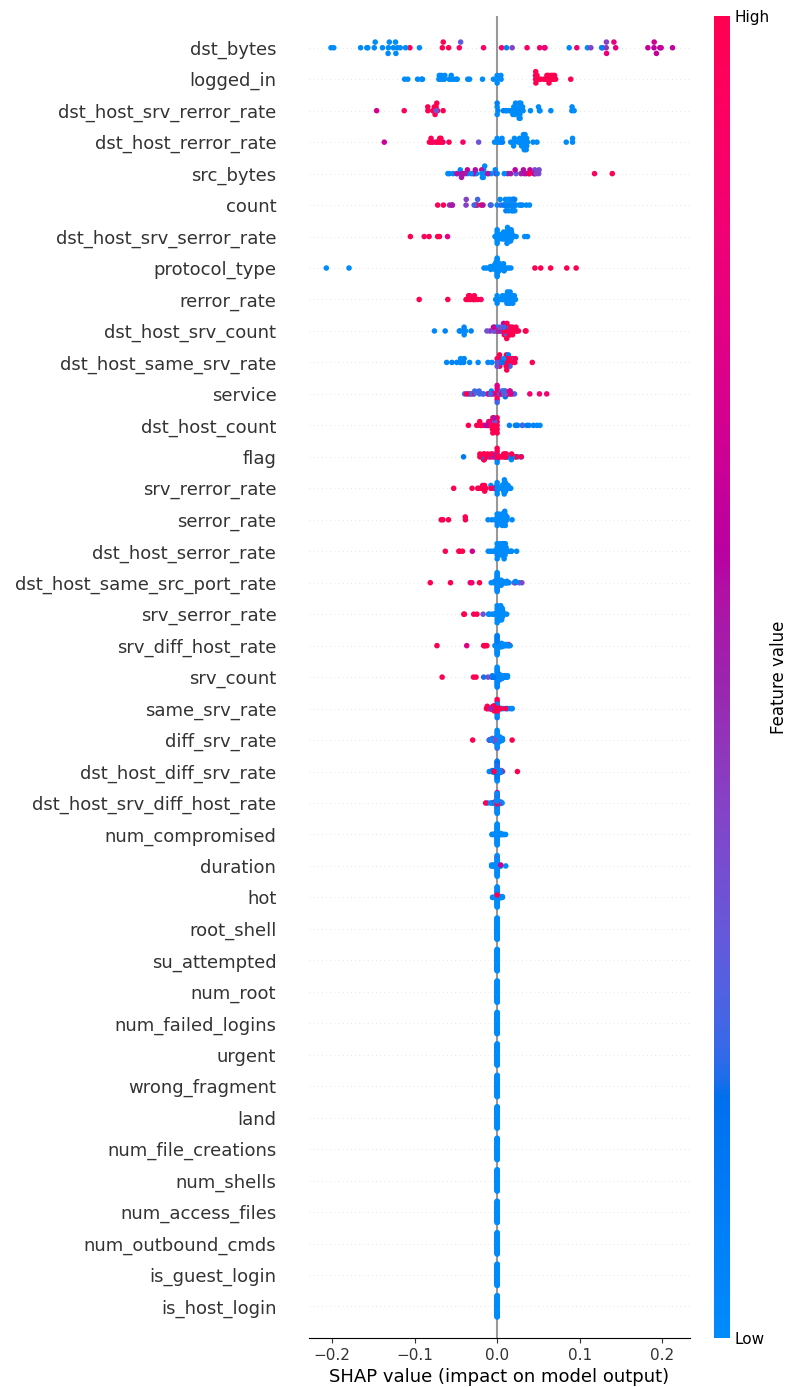 High
dst_bytes
logged_in
dst_host_srv_rerror_rate
dst_host_rerror_rate
src_bytes
count
dst_host_srv_serror_rate
protocol_type
rerror_rate
dst_host_srv_count
dst_host_same_srv_rate
service
dst_host_count
flag
srv_rerror_rate
serror_rate
dst_host_serror_rate
dst_host_same_src_port_rate
srv_serror_rate
srv_diff_host_rate
srv_count
same_srv_rate
diff_srv_rate
dst_host_diff_srv_rate
dst_host_srv_diff_host_rate
num_compromised
duration
hot
root_shell
su_attempted
num_root
num_failed_logins
urgent
wrong_fragment
land
num_file_creations
num_shells
num_access_files
num_outbound_cmds
is_guest_login
is_host_login
Feature value
Low
−0.2 −0.1 0.0 0.1 0.2
SHAP value (impact on model output)